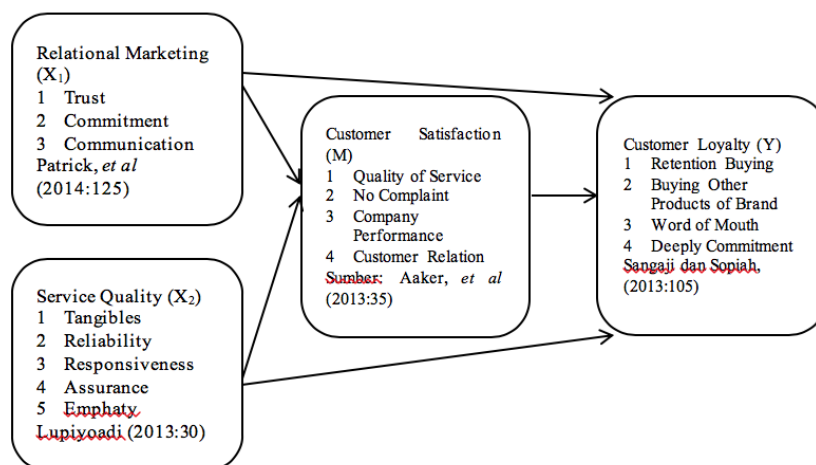 Relational Marketing
(X₁)
1 Trust
2 Commitment
3 Communication
Patrick, et al
(2014:125)
Service Quality (X₂)
1 Tangibles
2 Reliability
3 Responsiveness
4 Assurance
5 Emphaty
Lupiyoadi (2013:30)
Customer Satisfaction
(M)
1 Quality of Service
2 No Complaint
3 Company
Performance
4 Customer Relation
Sumber: Aaker, et al
(2013:35)
Customer Loyalty (Y)
1 Retention Buying
2 Buying Other
Products of Brand
3 Word of Mouth
4 Deeply Commitment
Sangaji dan Sopiah,
(2013:105)